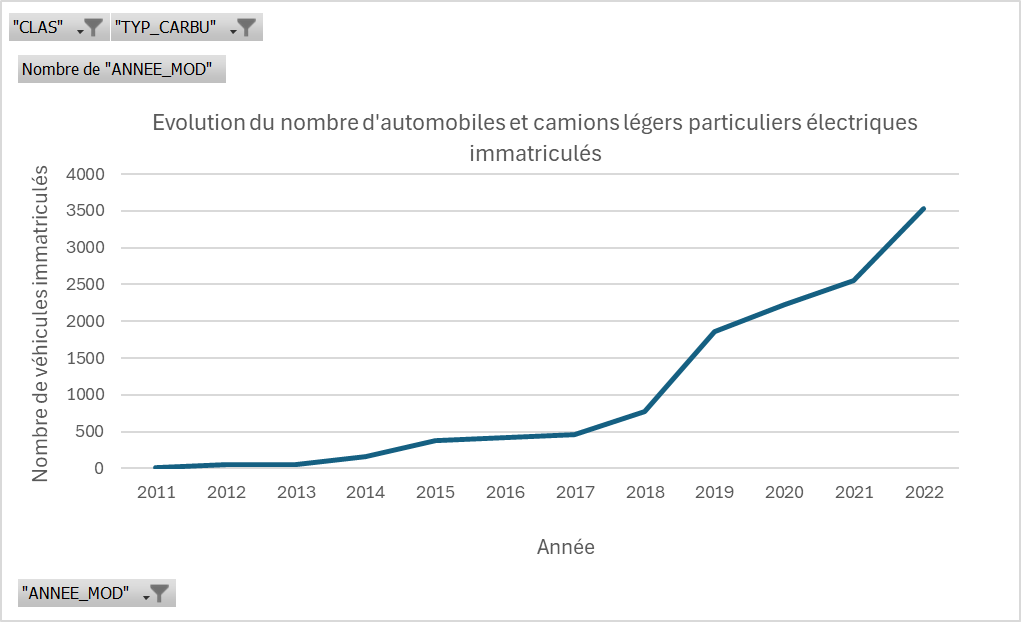 "CLAS" "TYP_CARBU"
Nombre de "ANNEE_MOD"
Evolution du nombre d'automobiles et camions légers particuliers électriques
immatriculés
Nombre de véhicules immatriculés
4000
3500
3000
2500
2000
1500
1000
500
0
2011 2012 2013 2014 2015 2016 2017 2018 2019 2020 2021 2022
Année
"ANNEE_MOD"